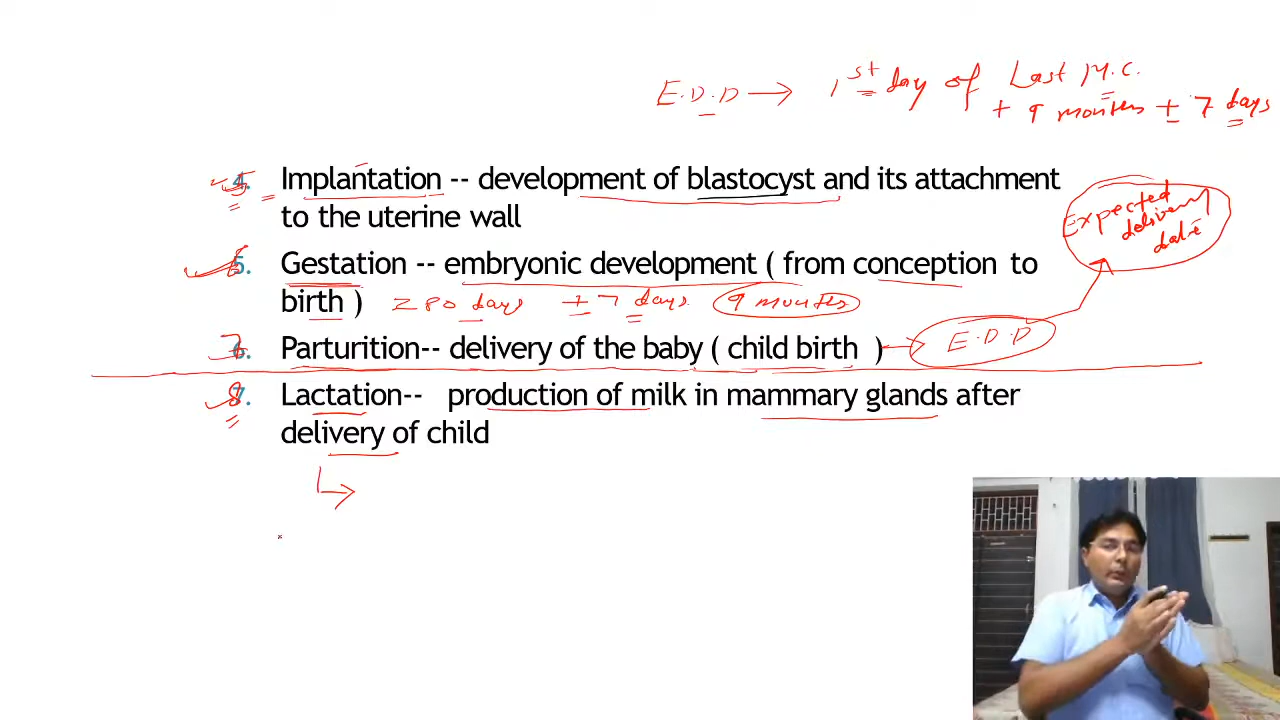 E.D.D → 1st day of Last M.C.
+ 9 months ± 7 days
5. Implantation -- development of blastocyst and its attachment
to the uterine wall
Expected
delivery
date
6. Gestation -- embryonic development ( from conception to
birth ) 280 days ± 7 days 9 months
7. Parturition-- delivery of the baby ( child birth ) → E.D.D
8. Lactation-- production of milk in mammary glands after
delivery of child